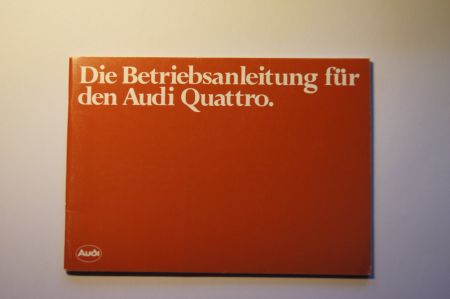 Die Betriebsanleitung für
den Audi Quattro.
Audi